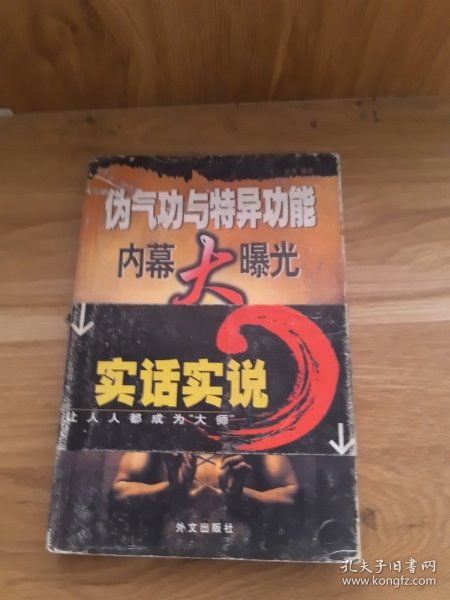 伪气功与特异功能
内幕大曝光
实话实说
让人人都成为“大师”
外文出版社
孔夫子旧书网
www.kongfz.com